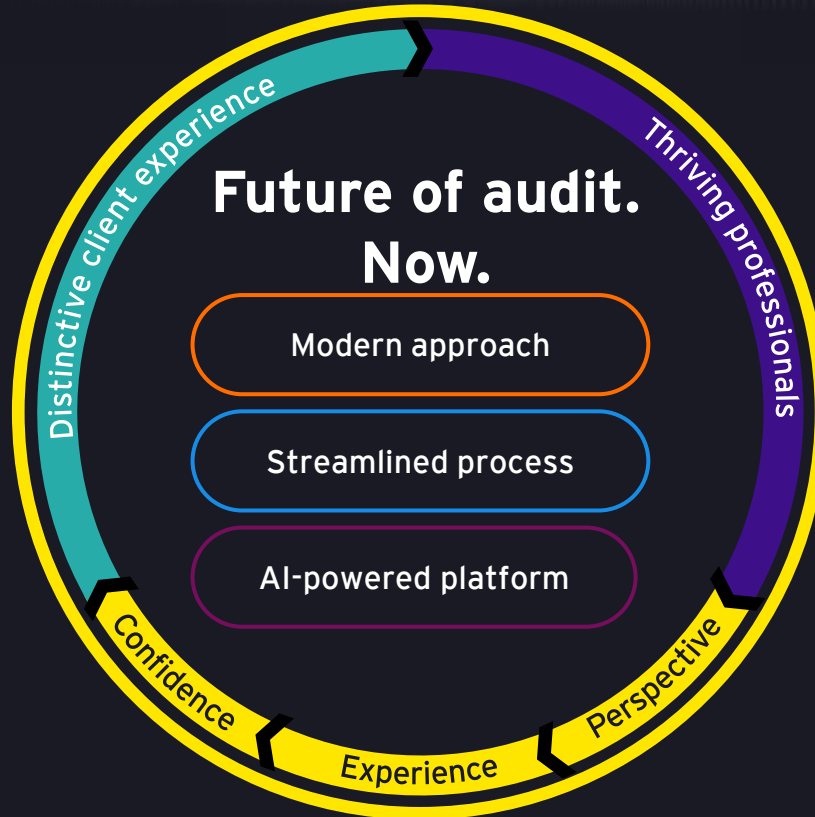 Future of audit.
Now.
Modern approach
Streamlined process
AI-powered platform
Distinctive client experience
Thriving professionals
Perspective
Experience
Confidence